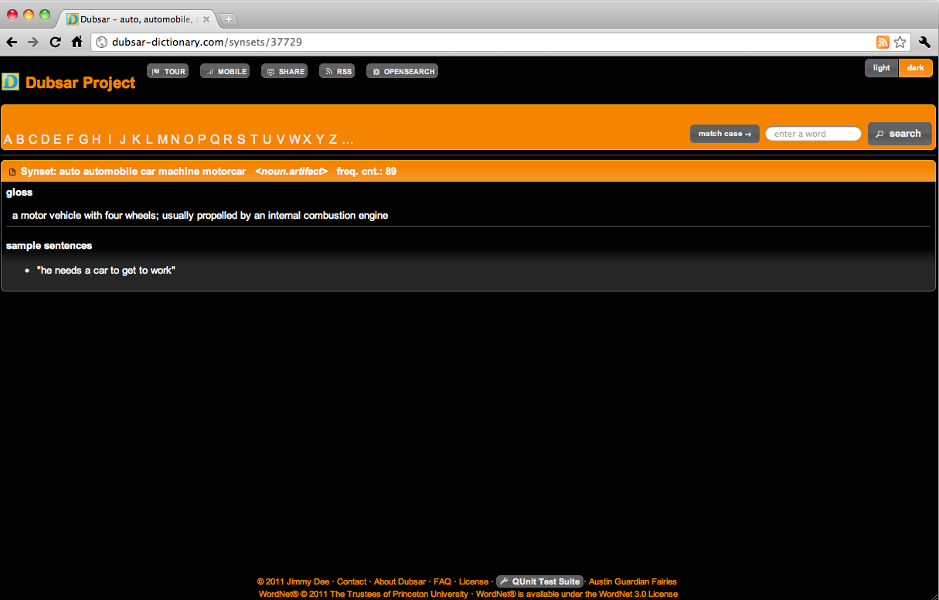 Dubsar - auto, automobile, c
dubsar-dictionary.com/synsets/37729
Dubsar Project
TOUR MOBILE SHARE RSS OPENSEARCH
light dark
A B C D E F G H I J K L M N O P Q R S T U V W X Y Z ...
match case → enter a word search
Synset: auto automobile car machine motorcar <noun.artifact> freq. cnt.: 89
gloss
a motor vehicle with four wheels; usually propelled by an internal combustion engine
sample sentences
• "he needs a car to get to work"
© 2011 Jimmy Dee · Contact · About Dubsar · FAQ · License · QUnit Test Suite · Austin Guardian Fairies
WordNet® © 2011 The Trustees of Princeton University · WordNet® is available under the WordNet 3.0 License